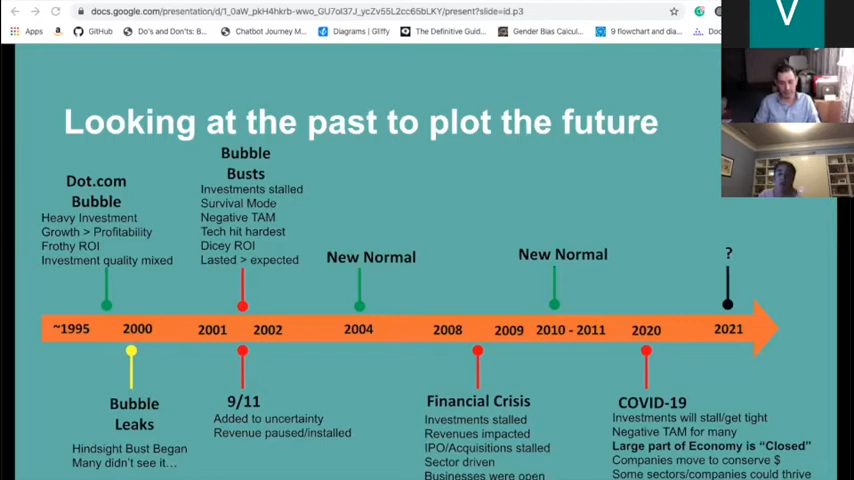 docs.google.com/presentation/d/1_0aW_pkH4hkrb-wwo_GU7ol37J_ycZv55L2cc65bLKY/present?slide=id.p3
Apps
GitHub
Do's and Don'ts: B...
Chatbot Journey M...
Diagrams | Gliffy
The Definitive Guid...
Gender Bias Calcul...
9 flowchart and dia...
V
Looking at the past to plot the future
Dot.com
Bubble
Heavy Investment
Growth > Profitability
Frothy ROI
Investment quality mixed
Bubble
Busts
Investments stalled
Survival Mode
Negative TAM
Tech hit hardest
Dicey ROI
Lasted > expected
New Normal
New Normal
?
~1995 2000 2001 2002 2004 2008 2009 2010 - 2011 2020 2021
Bubble
Leaks
Hindsight Bust Began
Many didn't see it...
9/11
Added to uncertainty
Revenue paused/installed
Financial Crisis
Investments stalled
Revenues impacted
IPO/Acquisitions stalled
Sector driven
Businesses were open
COVID-19
Investments will stall/get tight
Negative TAM for many
Large part of Economy is "Closed"
Companies move to conserve $
Some sectors/companies could thrive